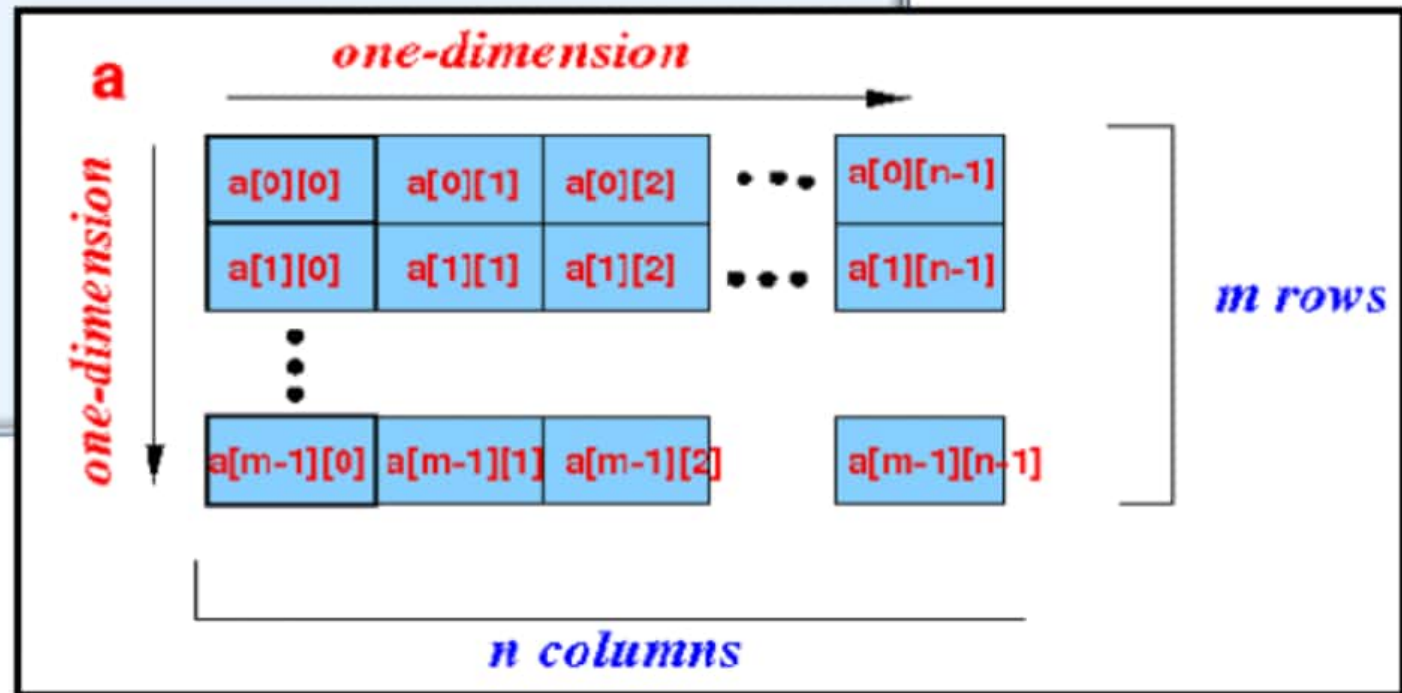 one-dimension
a
one-dimension
a[0][0] a[0][1] a[0][2] a[0][n-1]
a[1][0] a[1][1] a[1][2] a[1][n-1]
m rows
a[m-1][0] a[m-1][1] a[m-1][2] a[m-1][n-1]
n columns